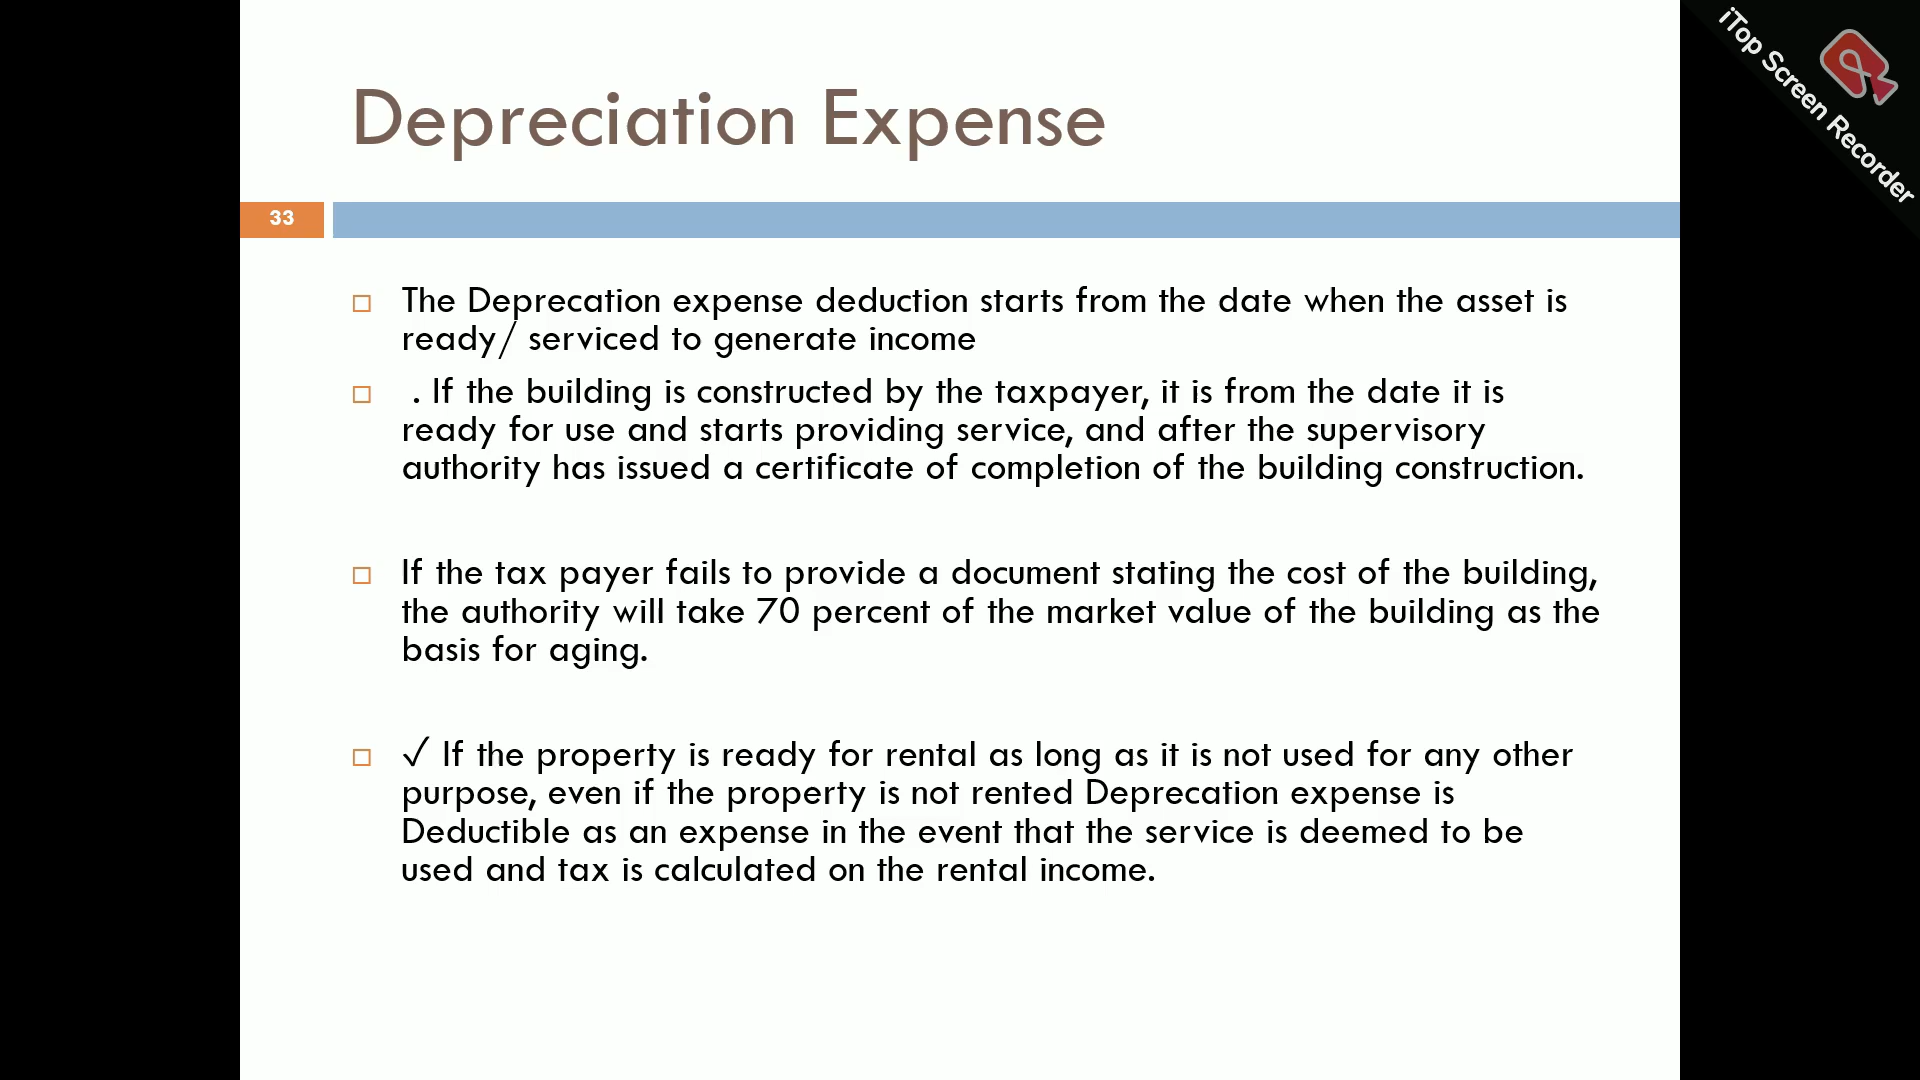 Depreciation Expense
33
The Deprecation expense deduction starts from the date when the asset is
ready/ serviced to generate income
. If the building is constructed by the taxpayer, it is from the date it is
ready for use and starts providing service, and after the supervisory
authority has issued a certificate of completion of the building construction.
If the tax payer fails to provide a document stating the cost of the building,
the authority will take 70 percent of the market value of the building as the
basis for aging.
✓ If the property is ready for rental as long as it is not used for any other
purpose, even if the property is not rented Deprecation expense is
Deductible as an expense in the event that the service is deemed to be
used and tax is calculated on the rental income.
iTop Screen Recorder